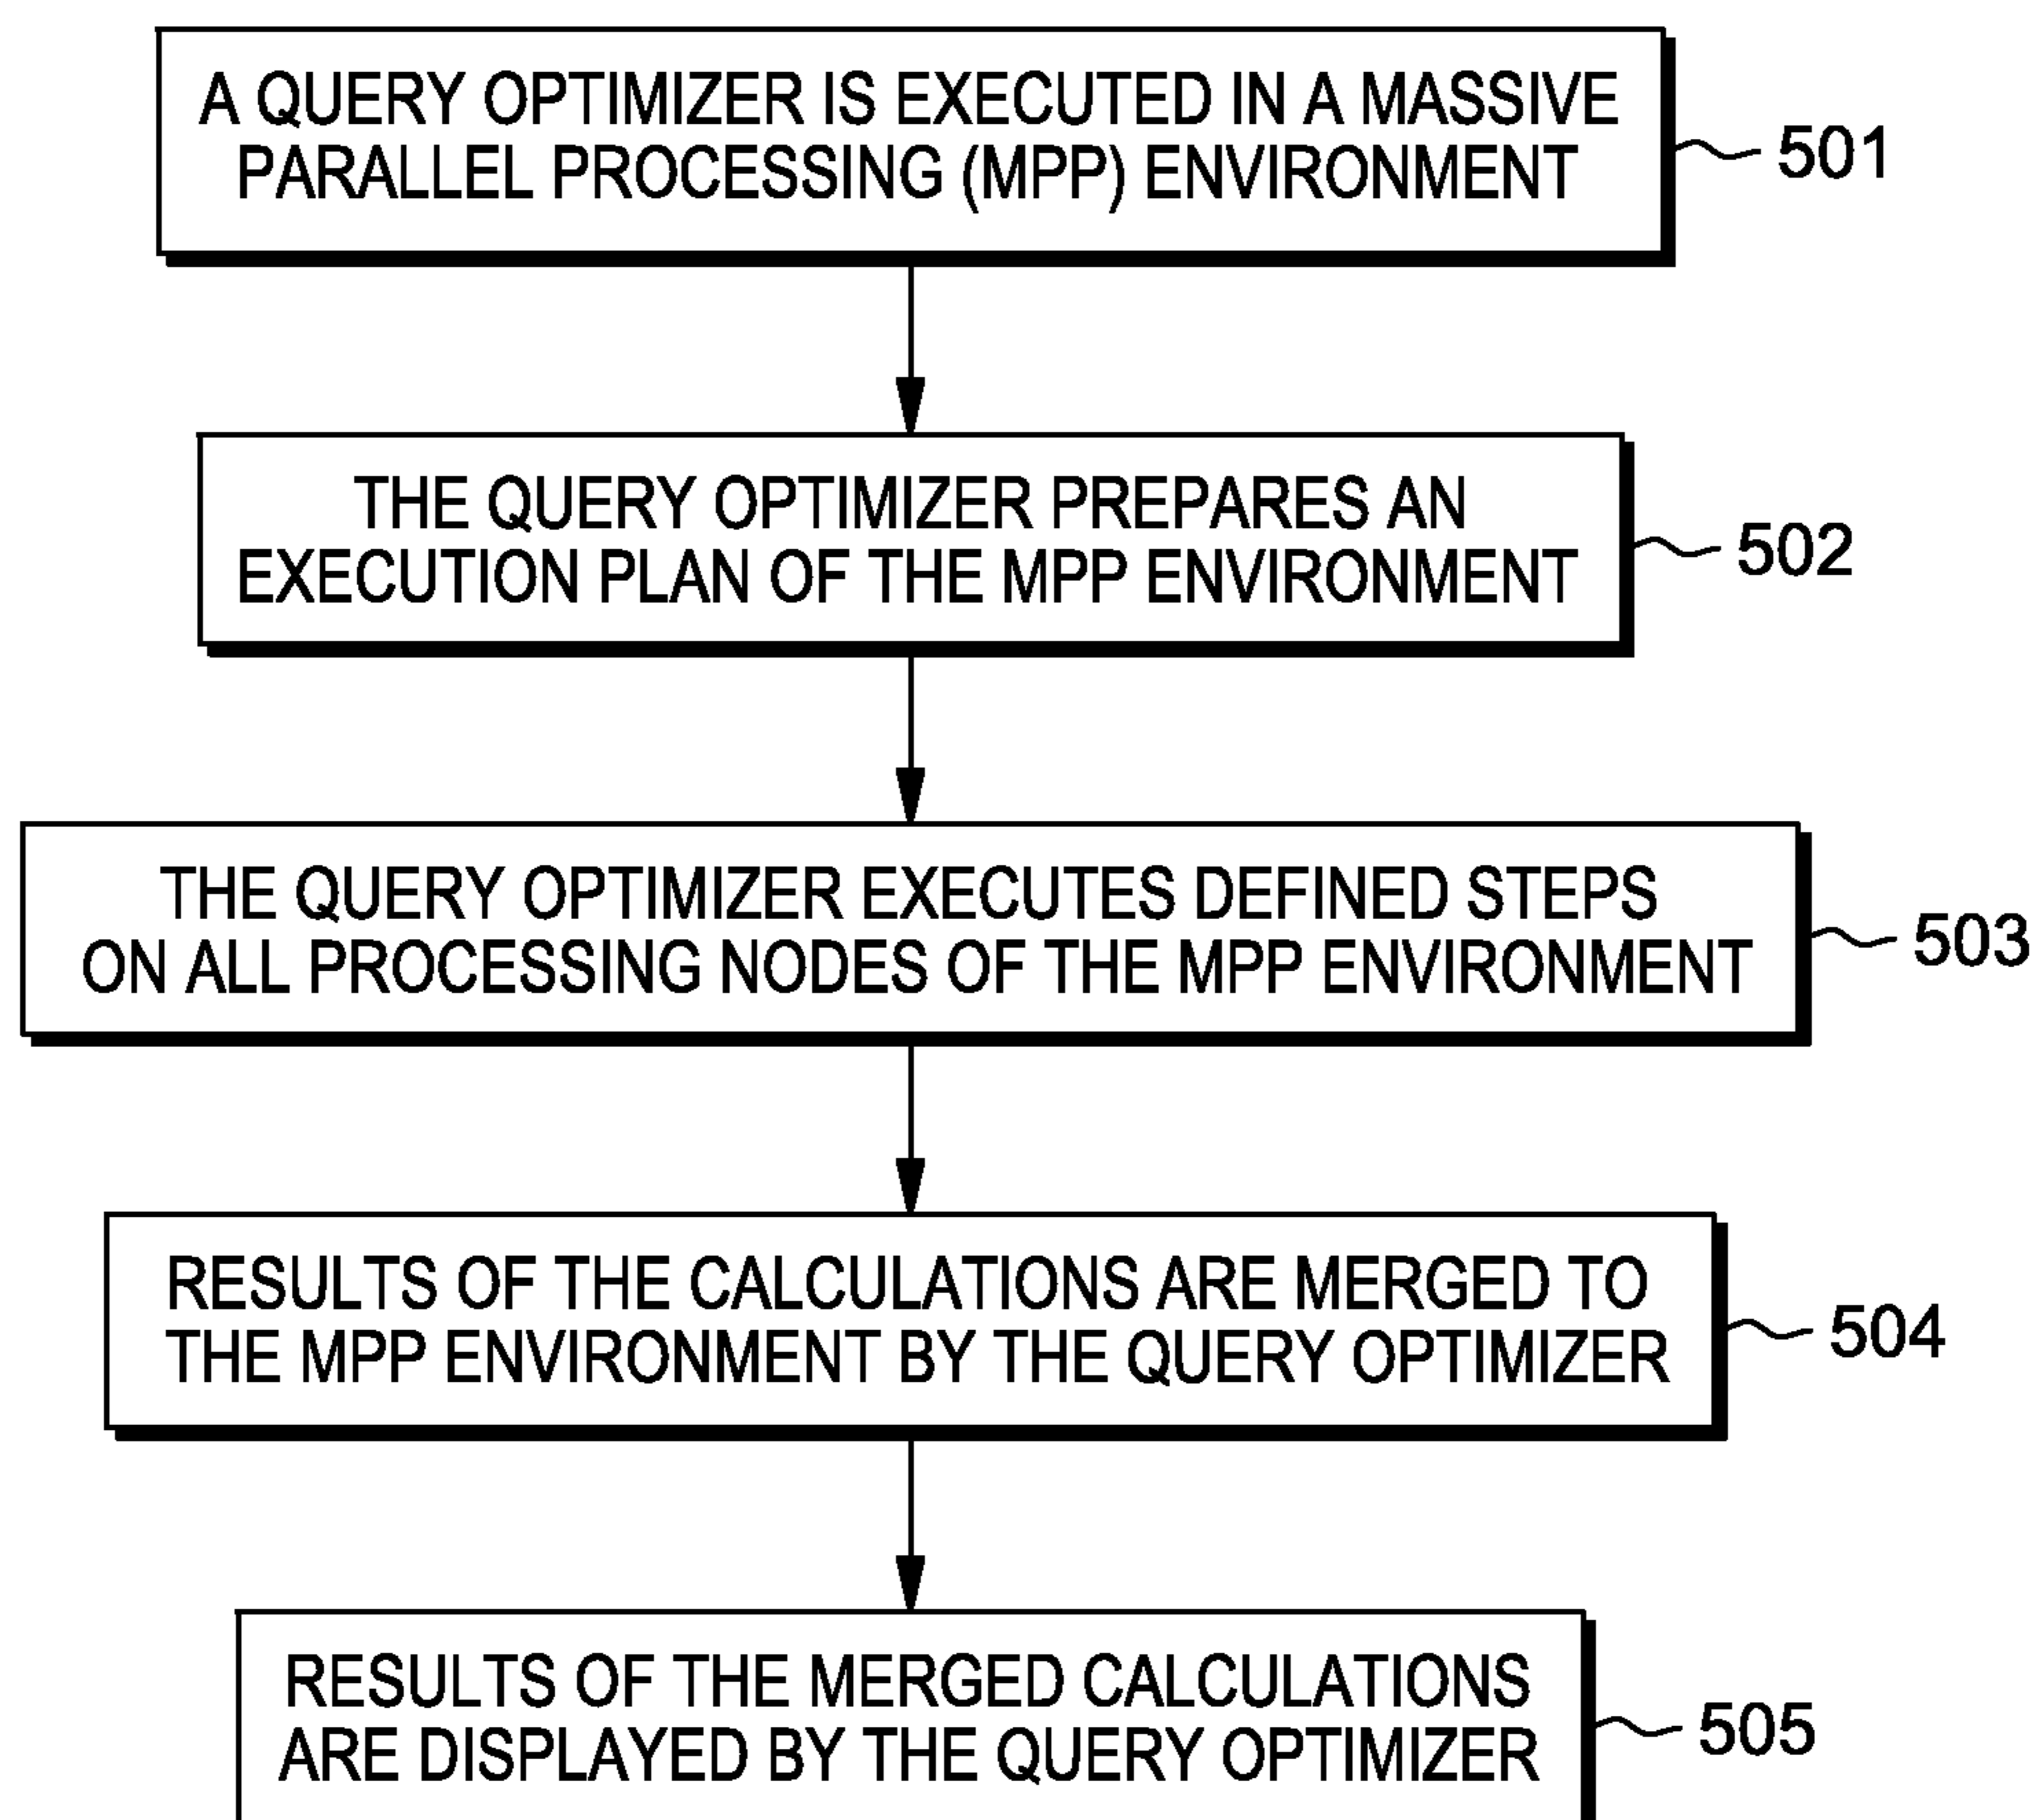 A QUERY OPTIMIZER IS EXECUTED IN A MASSIVE
PARALLEL PROCESSING (MPP) ENVIRONMENT
501
THE QUERY OPTIMIZER PREPARES AN
EXECUTION PLAN OF THE MPP ENVIRONMENT
502
THE QUERY OPTIMIZER EXECUTES DEFINED STEPS
ON ALL PROCESSING NODES OF THE MPP ENVIRONMENT
503
RESULTS OF THE CALCULATIONS ARE MERGED TO
THE MPP ENVIRONMENT BY THE QUERY OPTIMIZER
504
RESULTS OF THE MERGED CALCULATIONS
ARE DISPLAYED BY THE QUERY OPTIMIZER
505